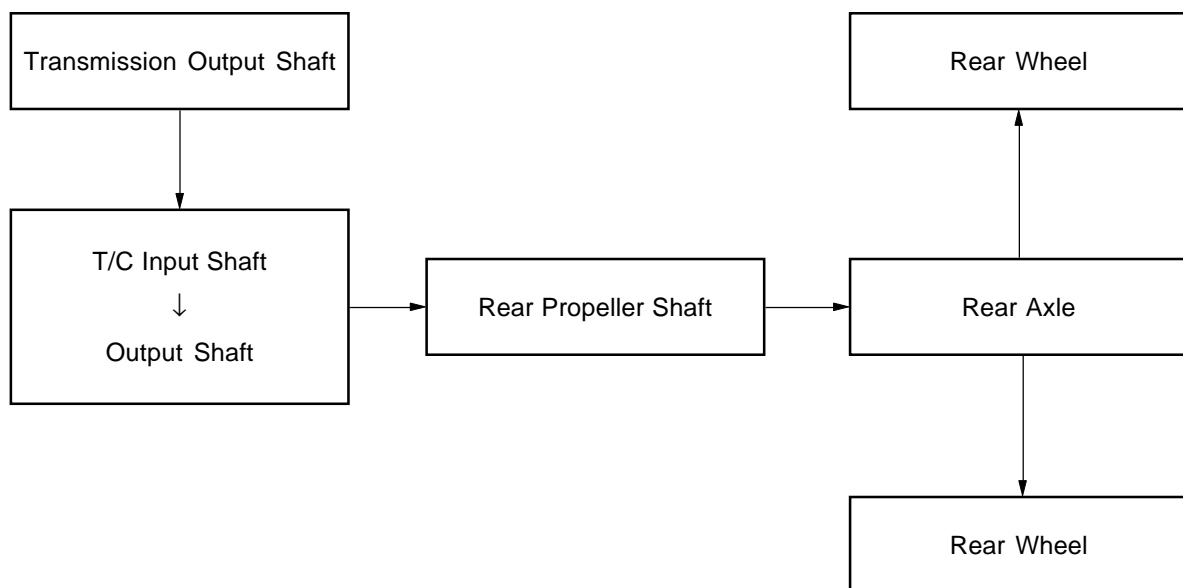 Transmission Output Shaft
Rear Wheel
T/C Input Shaft
↓
Output Shaft
Rear Propeller Shaft
Rear Axle
Rear Wheel